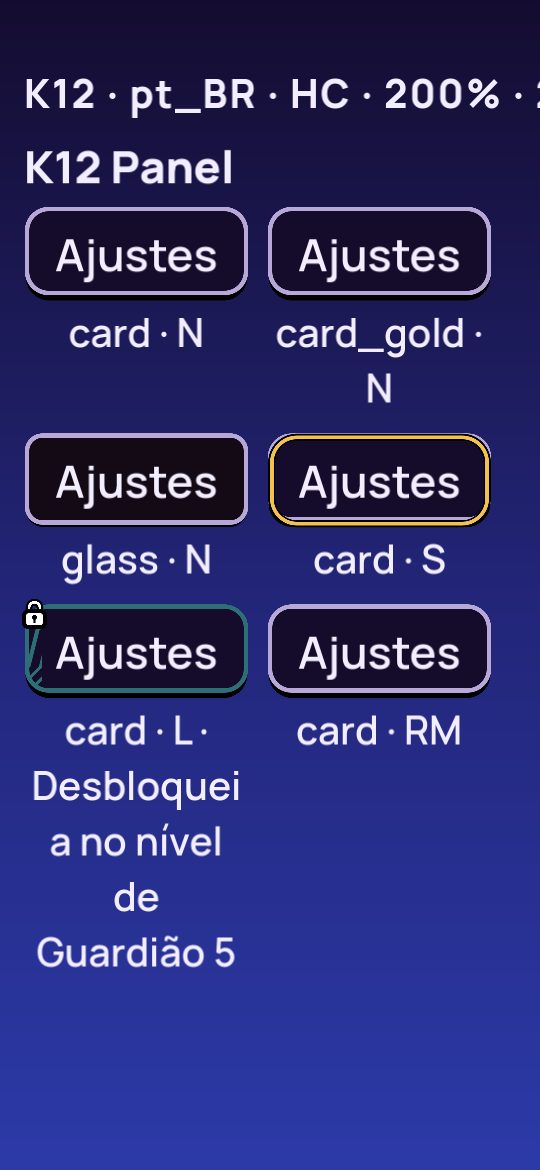 K12 · pt_BR · HC · 200% ·
K12 Panel
Ajustes
Ajustes
card · N
card_gold ·
N
Ajustes
Ajustes
glass · N
card · S
Ajustes
Ajustes
card · L ·
Desbloquei
a no nível
de
Guardião 5
card · RM